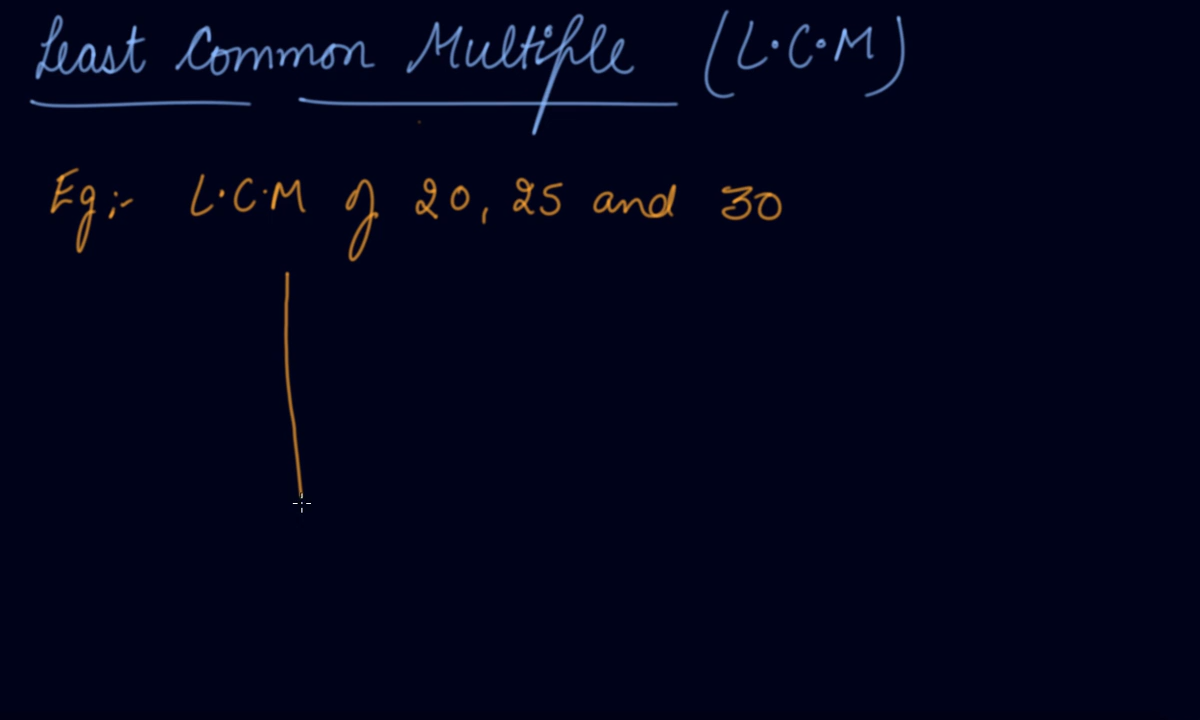 Least Common Multiple (L.C.M)
Eg:- L.C.M of 20, 25 and 30